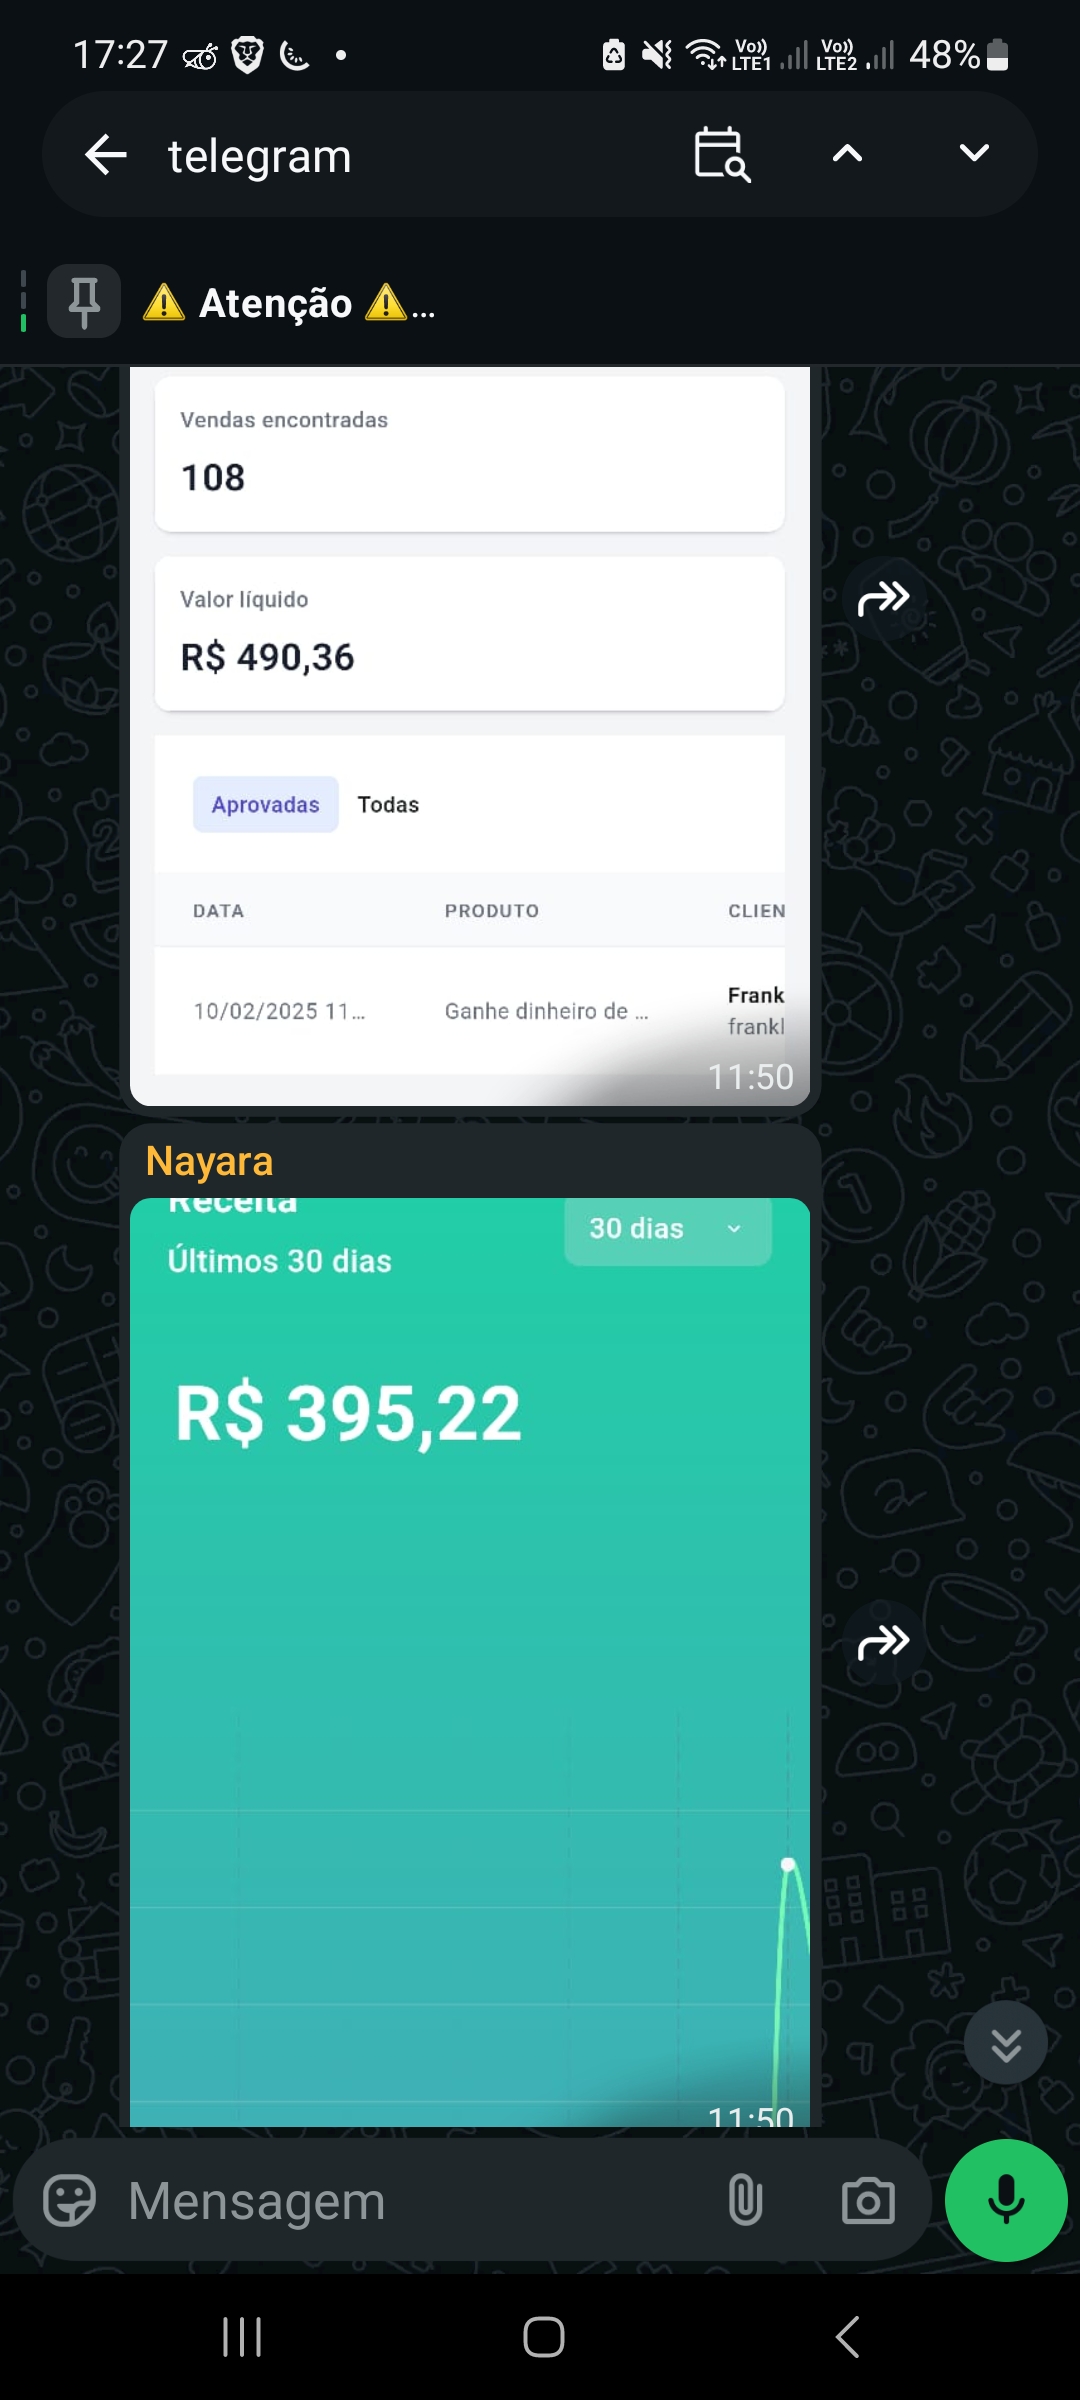 17:27
Vo))
LTE1
Vo))
LTE2
48%
telegram
⚠️ Atenção ⚠️...
Vendas encontradas
108
Valor líquido
R$ 490,36
Aprovadas
Todas
DATA
PRODUTO
CLIEN
10/02/2025 11...
Ganhe dinheiro de ...
Frank
frankl
11:50
Nayara
Receita
30 dias
Últimos 30 dias
R$ 395,22
11:50
Mensagem